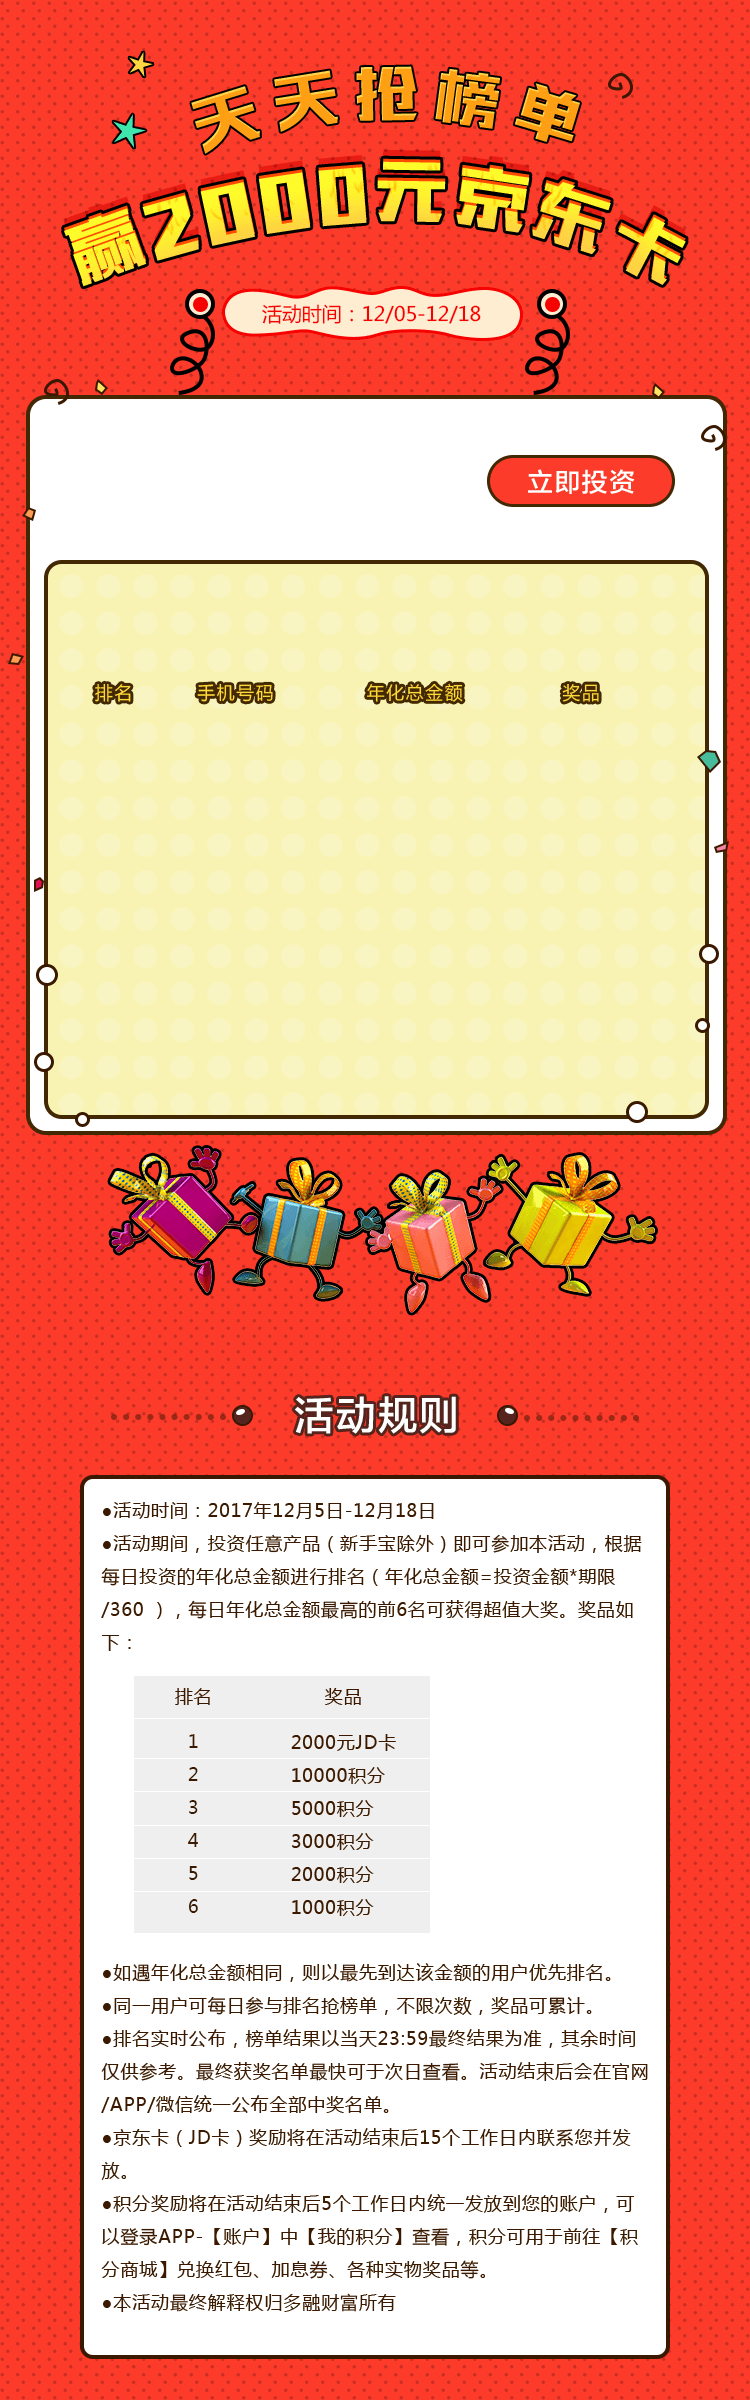 天天抢榜单
赢2000元京东卡
活动时间：12/05-12/18
立即投资
排名 手机号码 年化总金额 奖品
活动规则
●活动时间：2017年12月5日-12月18日
●活动期间，投资任意产品（新手宝除外）即可参加本活动，根据
每日投资的年化总金额进行排名（年化总金额=投资金额*期限
/360 ），每日年化总金额最高的前6名可获得超值大奖。奖品如
下：
排名 奖品
1 2000元JD卡
2 10000积分
3 5000积分
4 3000积分
5 2000积分
6 1000积分
●如遇年化总金额相同，则以最先到达该金额的用户优先排名。
●同一用户可每日参与排名抢榜单，不限次数，奖品可累计。
●排名实时公布，榜单结果以当天23:59最终结果为准，其余时间
仅供参考。最终获奖名单最快可于次日查看。活动结束后会在官网
/APP/微信统一公布全部中奖名单。
●京东卡（JD卡）奖励将在活动结束后15个工作日内联系您并发
放。
●积分奖励将在活动结束后5个工作日内统一发放到您的账户，可
以登录APP-【账户】中【我的积分】查看，积分可用于前往【积
分商城】兑换红包、加息券、各种实物奖品等。
●本活动最终解释权归多融财富所有